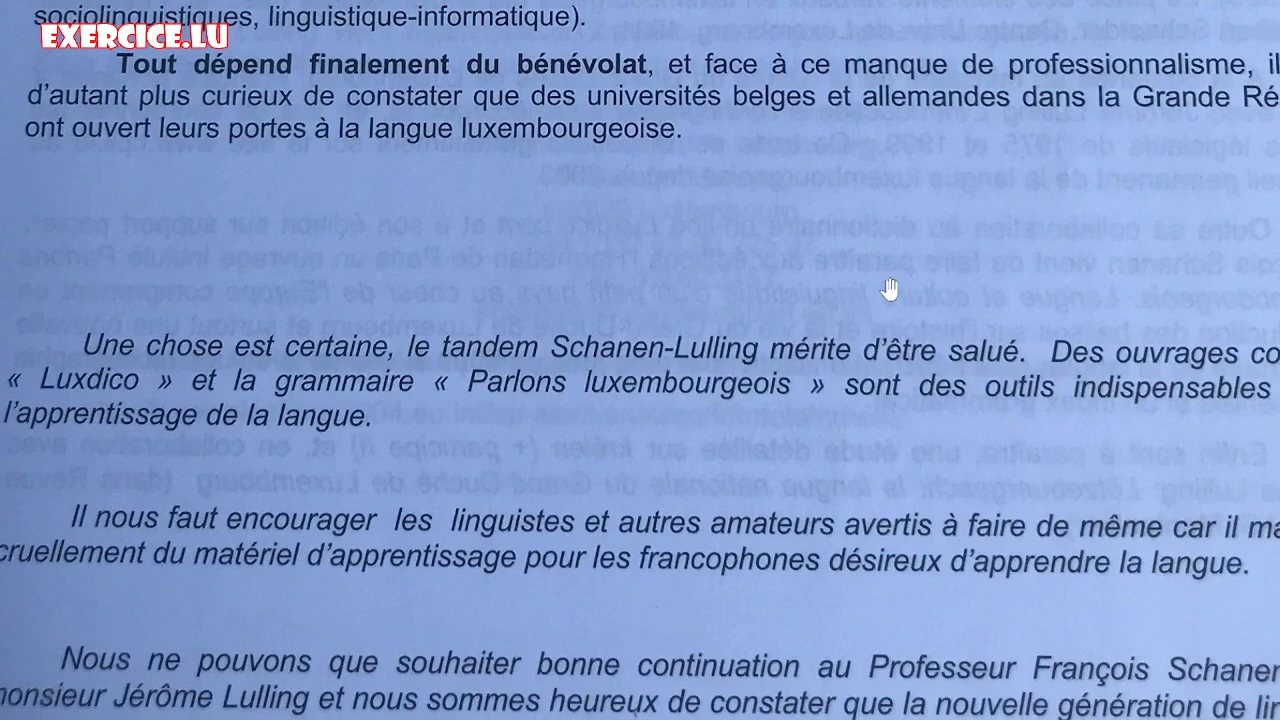 sociolinguistiques, linguistique-informatique).
EXERCICE.LU
Tout dépend finalement du bénévolat, et face à ce manque de professionnalisme, il
d'autant plus curieux de constater que des universités belges et allemandes dans la Grande Ré
ont ouvert leurs portes à la langue luxembourgeoise.
Une chose est certaine, le tandem Schanen-Lulling mérite d'être salué. Des ouvrages co
« Luxdico » et la grammaire « Parlons luxembourgeois » sont des outils indispensables
l'apprentissage de la langue.
Il nous faut encourager les linguistes et autres amateurs avertis à faire de même car il ma
cruellement du matériel d'apprentissage pour les francophones désireux d'apprendre la langue.
Nous ne pouvons que souhaiter bonne continuation au Professeur François Schanen
monsieur Jérôme Lulling et nous sommes heureux de constater que la nouvelle génération de lin